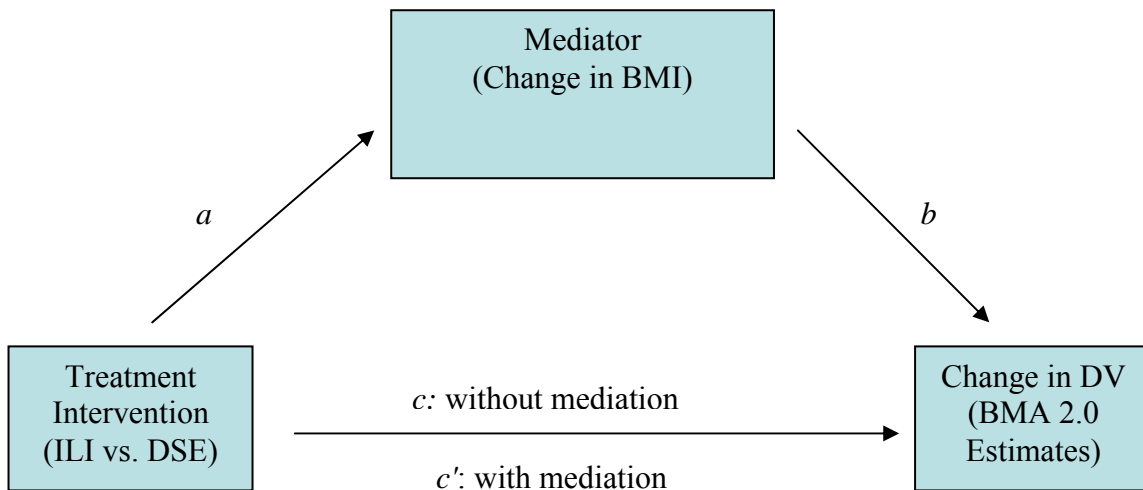 Mediator
(Change in BMI)
a
b
Treatment
Intervention
(ILI vs. DSE)
c: without mediation
c': with mediation
Change in DV
(BMA 2.0
Estimates)